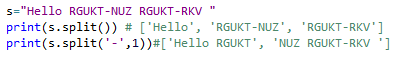 s="Hello RGUKT-NUZ RGUKT-RKV "
print(s.split()) # ['Hello', 'RGUKT-NUZ', 'RGUKT-RKV']
print(s.split('-',1))#['Hello RGUKT', 'NUZ RGUKT-RKV ']